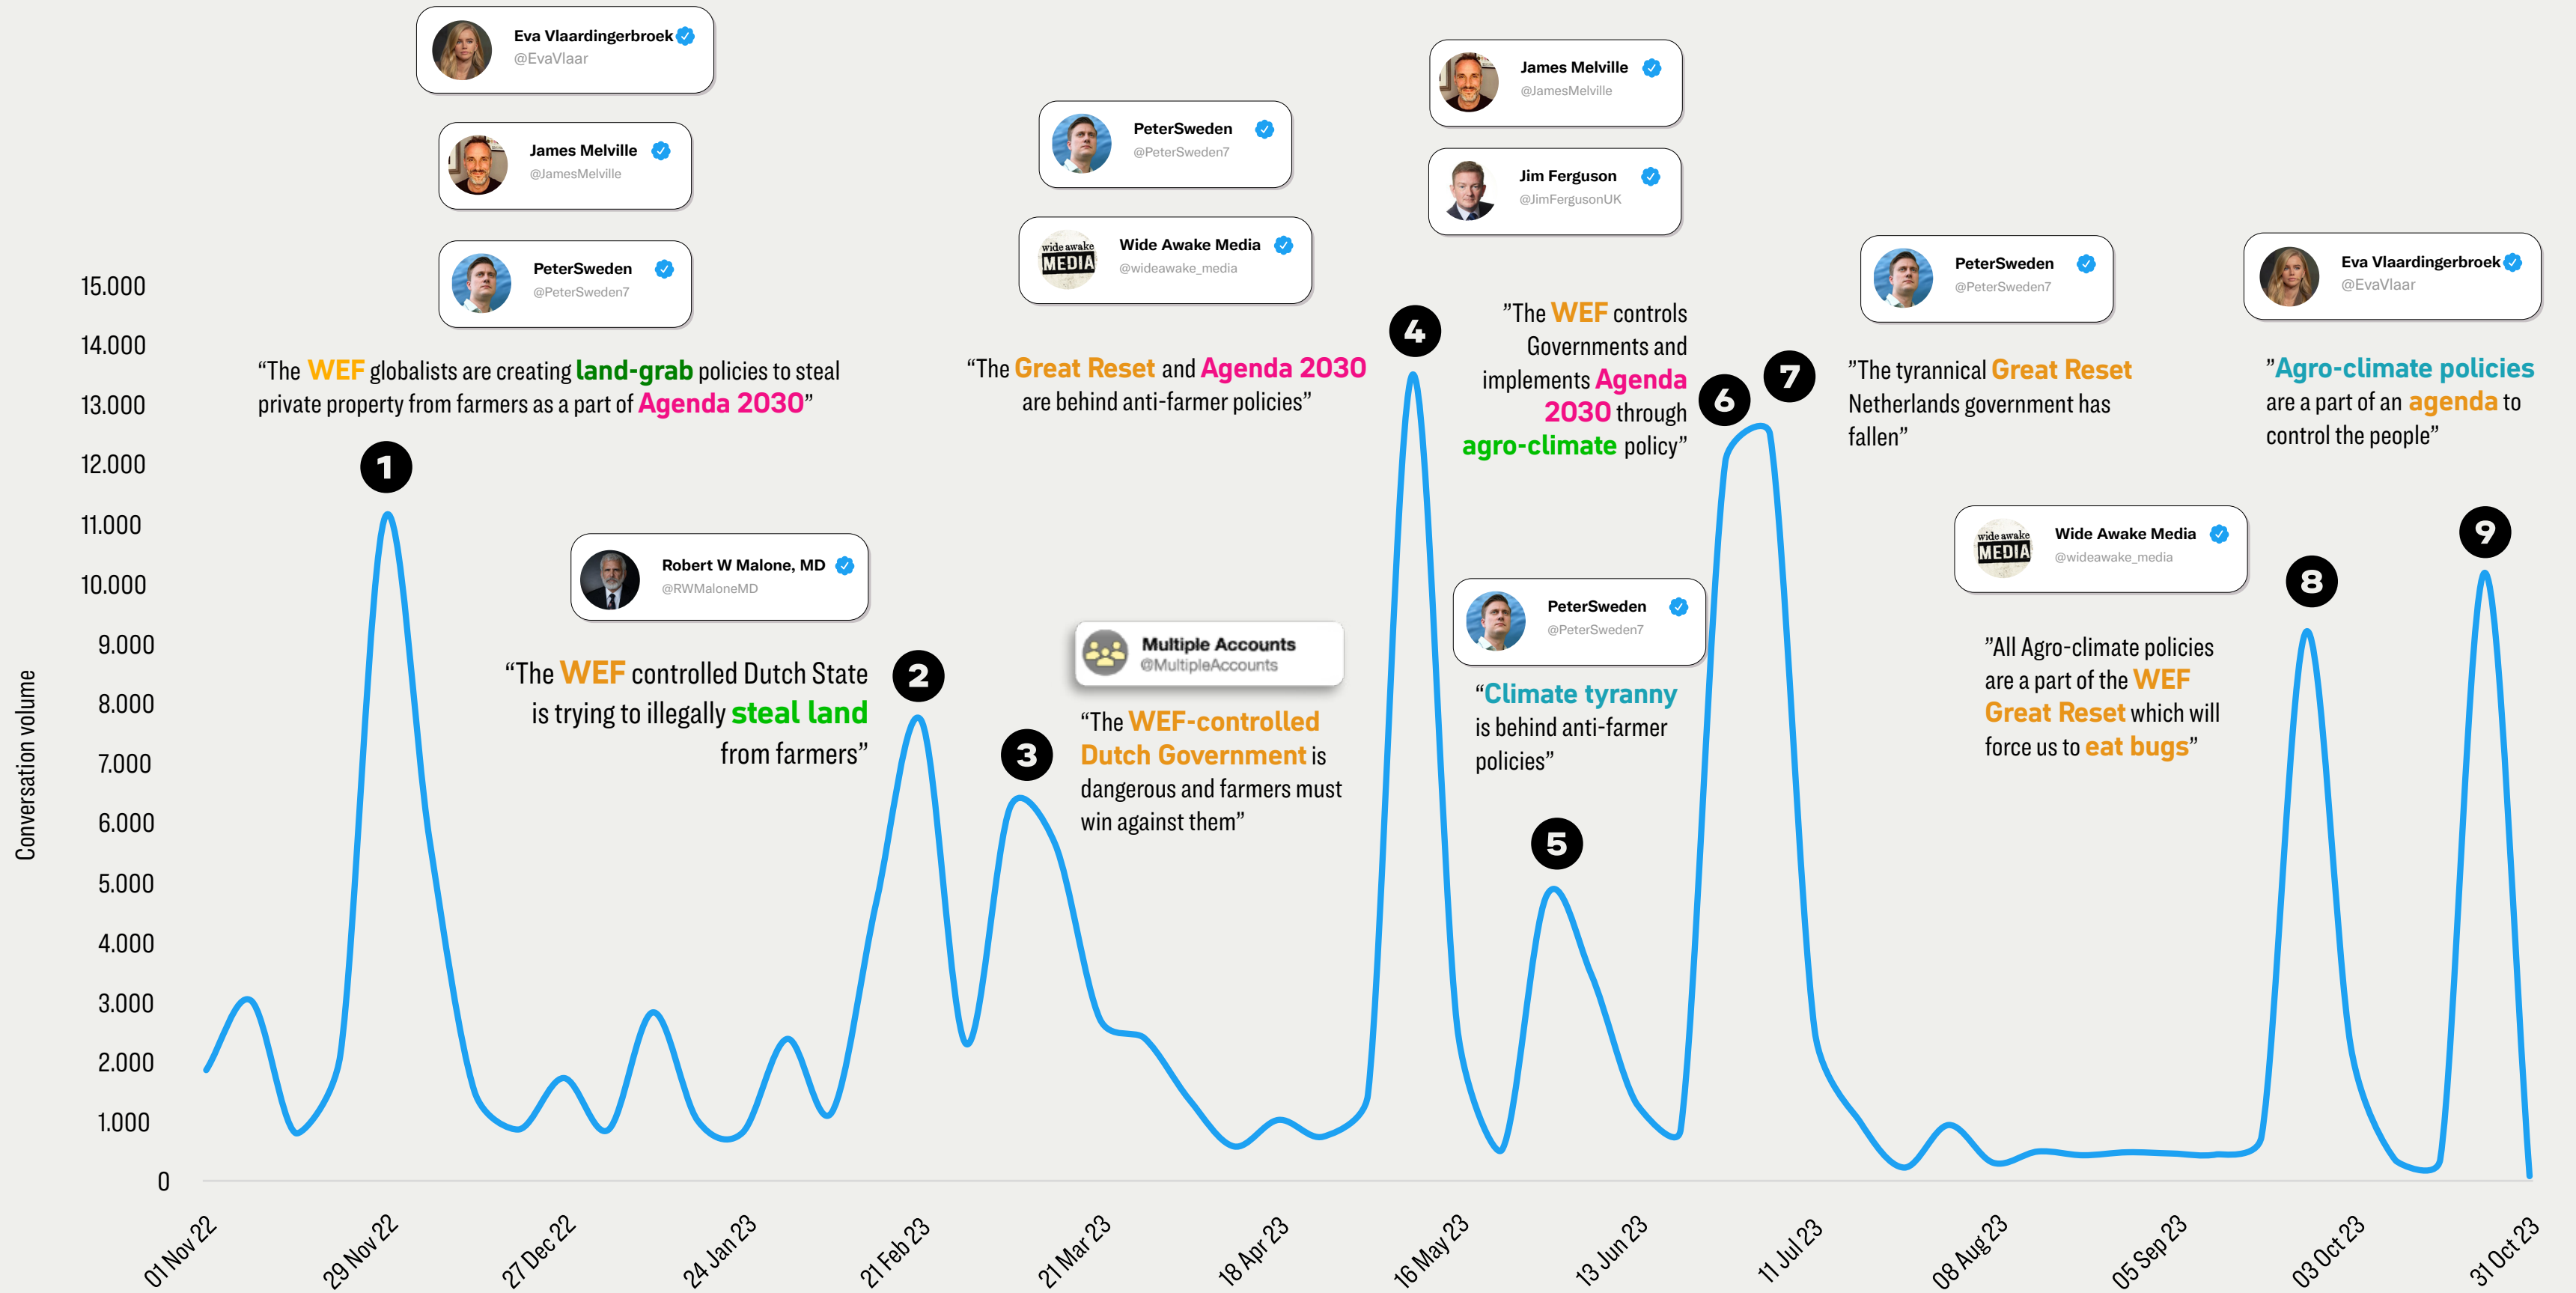 Eva Vlaardingerbroek
@EvaVlaar
James Melville
@JamesMelville
PeterSweden
@PeterSweden7
“The WEF globalists are creating land-grab policies to steal
private property from farmers as a part of Agenda 2030”
1
Robert W Malone, MD
@RWMaloneMD
“The WEF controlled Dutch State
is trying to illegally steal land
from farmers”
2
3
Multiple Accounts
@MultipleAccounts
“The WEF-controlled
Dutch Government is
dangerous and farmers must
win against them”
PeterSweden
@PeterSweden7
wide awake
MEDIA
Wide Awake Media
@wideawake_media
“The Great Reset and Agenda 2030
are behind anti-farmer policies”
4
James Melville
@JamesMelville
Jim Ferguson
@JimFergusonUK
”The WEF controls
Governments and
implements Agenda
2030 through
agro-climate policy”
PeterSweden
@PeterSweden7
“Climate tyranny
is behind anti-farmer
policies”
5
6
7
PeterSweden
@PeterSweden7
”The tyrannical Great Reset
Netherlands government has
fallen”
wide awake
MEDIA
Wide Awake Media
@wideawake_media
”All Agro-climate policies
are a part of the WEF
Great Reset which will
force us to eat bugs”
8
Eva Vlaardingerbroek
@EvaVlaar
”Agro-climate policies
are a part of an agenda to
control the people”
9
Conversation volume
15.000
14.000
13.000
12.000
11.000
10.000
9.000
8.000
7.000
6.000
5.000
4.000
3.000
2.000
1.000
0
01 Nov 22
29 Nov 22
27 Dec 22
24 Jan 23
21 Feb 23
21 Mar 23
18 Apr 23
16 May 23
13 Jun 23
11 Jul 23
08 Aug 23
05 Sep 23
03 Oct 23
31 Oct 23